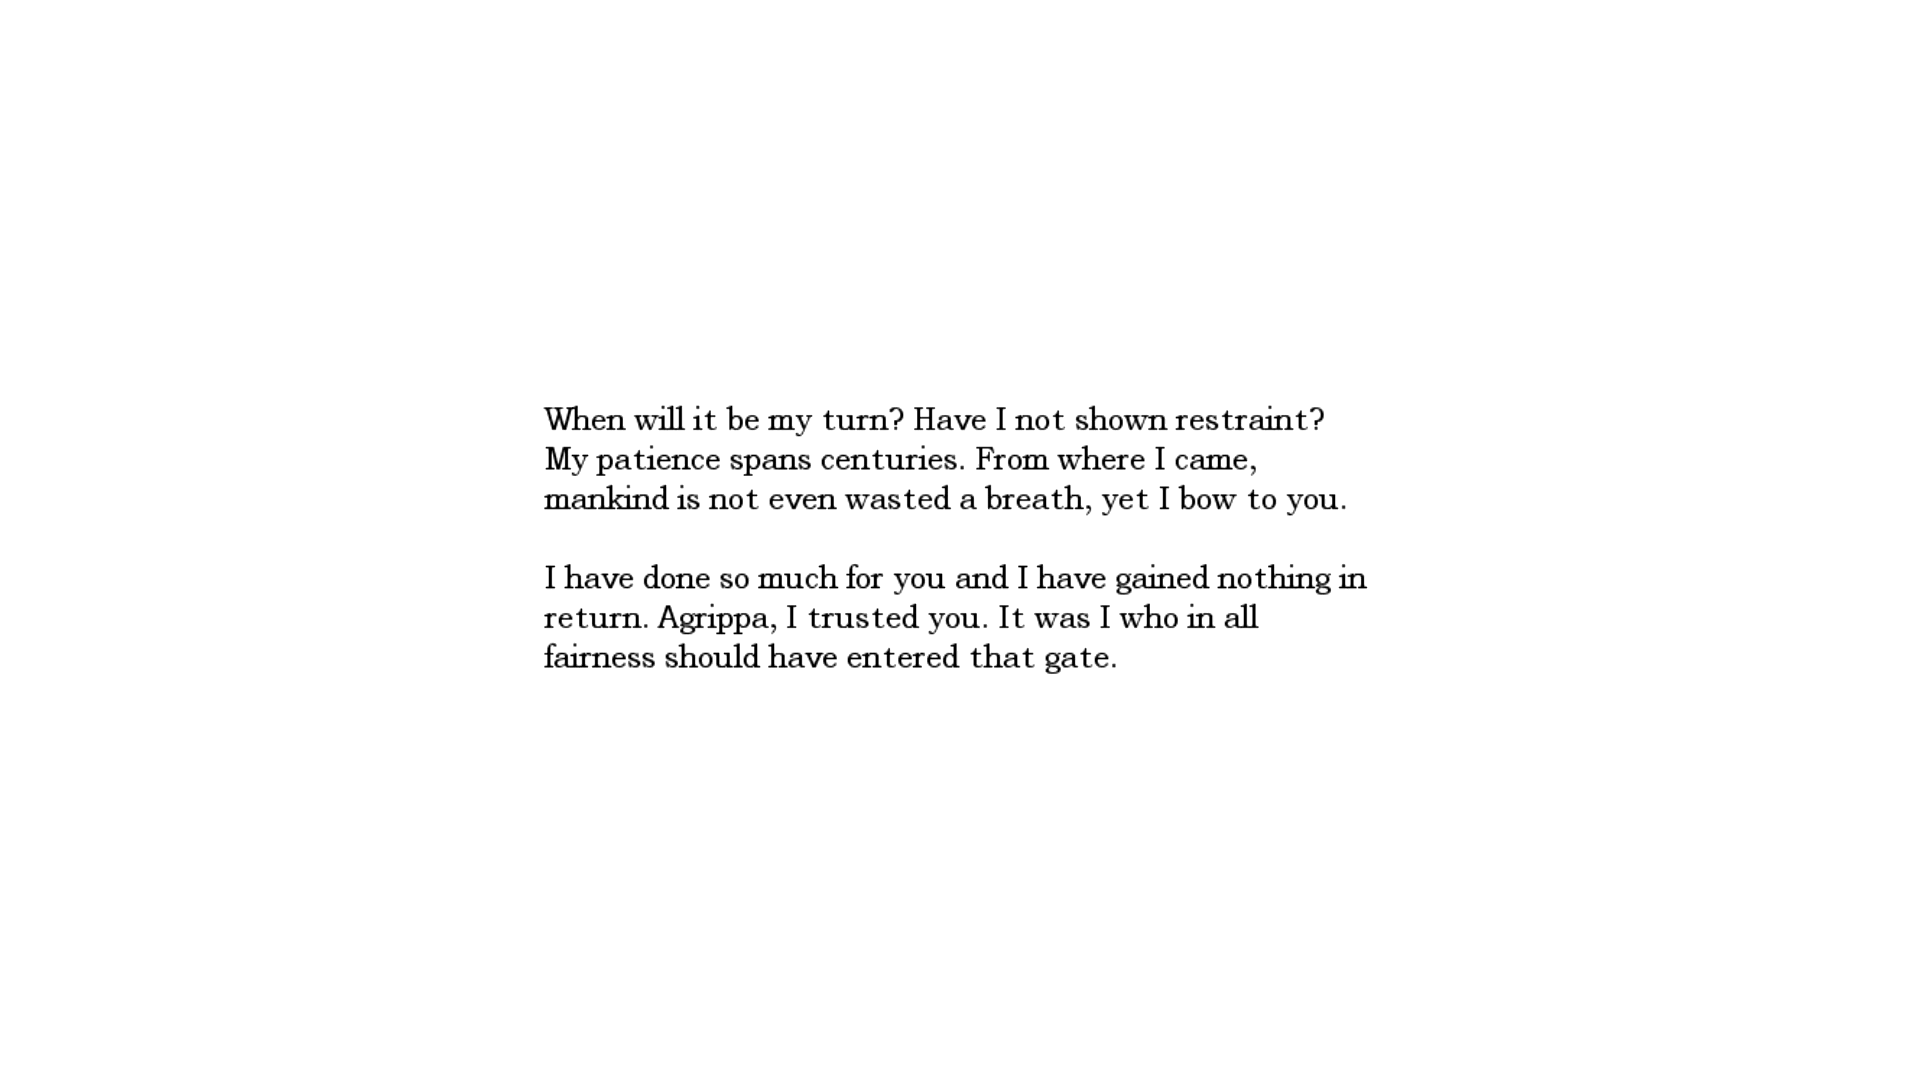 When will it be my turn? Have I not shown restraint?
My patience spans centuries. From where I came,
mankind is not even wasted a breath, yet I bow to you.
I have done so much for you and I have gained nothing in
return. Agrippa, I trusted you. It was I who in all
fairness should have entered that gate.